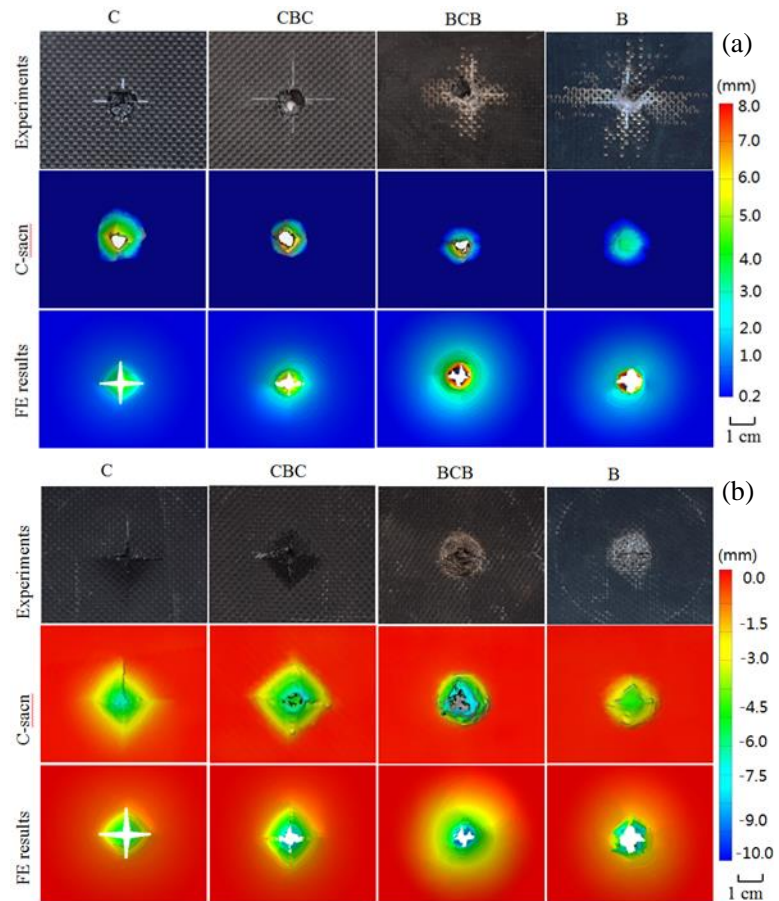 C CBC BCB B (a)
(mm)
Experiments
8.0
7.0
6.0
5.0
4.0
3.0
2.0
1.0
0.2
C-sacn
FE results
1 cm
C CBC BCB B (b)
(mm)
Experiments
0.0
-1.5
-3.0
-4.5
-6.0
-7.5
-9.0
-10.0
C-sacn
FE results
1 cm